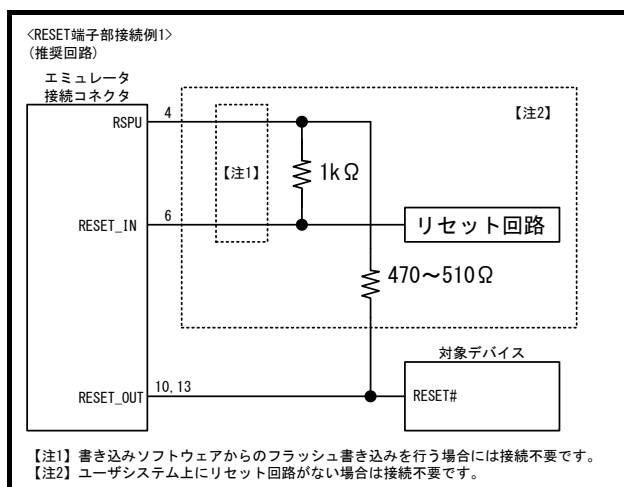 <RESET端子部接続例1>
(推奨回路)
エミュレータ
接続コネクタ
RSPU
4
【注2】
【注1】
1kΩ
RESET_IN
6
リセット回路
470～510Ω
対象デバイス
RESET_OUT
10, 13
RESET#
【注1】書き込みソフトウェアからのフラッシュ書き込みを行う場合には接続不要です。
【注2】ユーザシステム上にリセット回路がない場合は接続不要です。